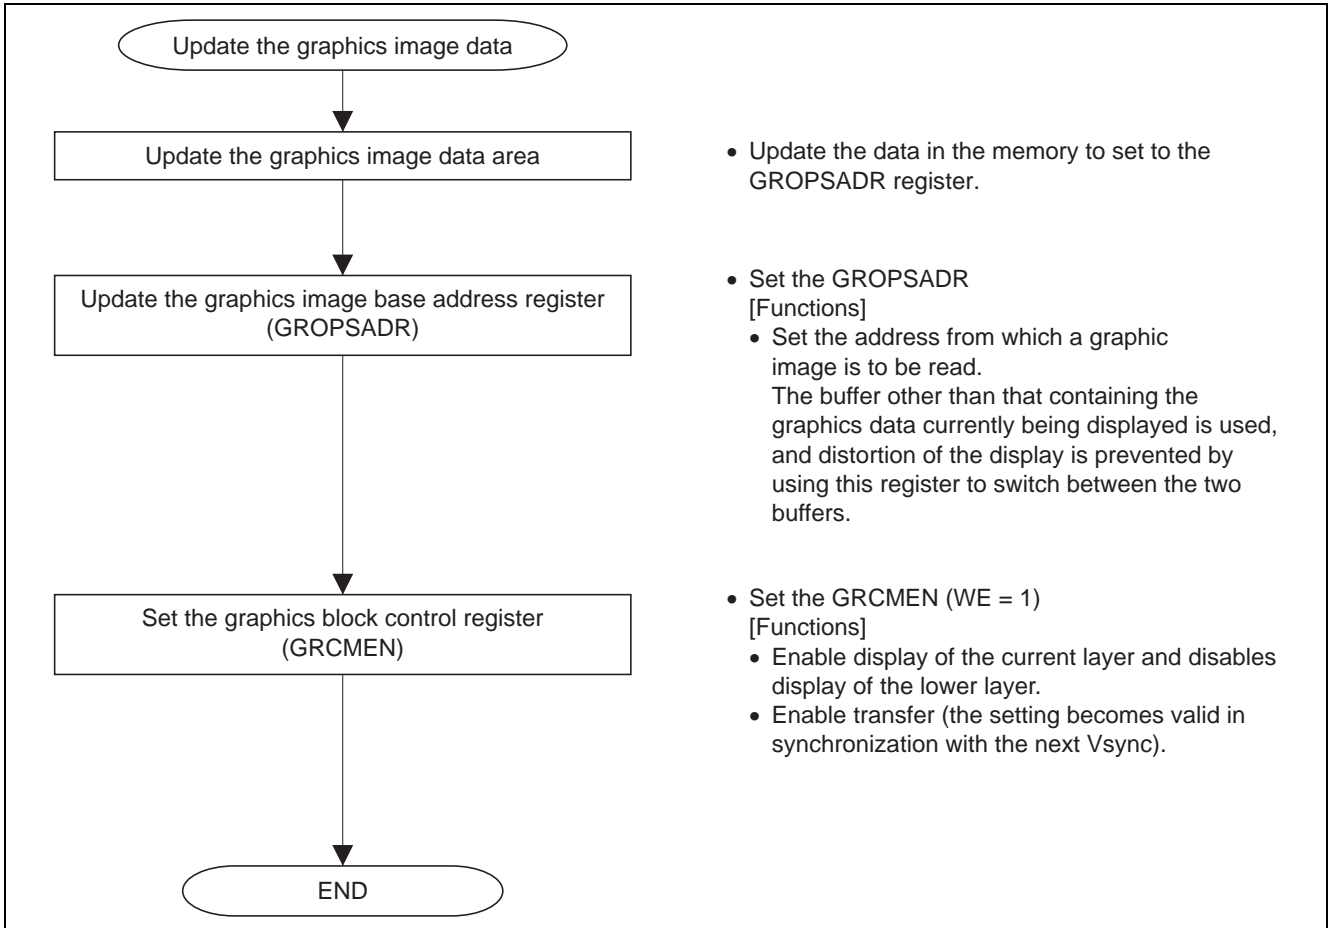 Update the graphics image data
Update the graphics image data area
• Update the data in the memory to set to the
GROPSADR register.
Update the graphics image base address register
(GROPSADR)
• Set the GROPSADR
[Functions]
• Set the address from which a graphic
image is to be read.
The buffer other than that containing the
graphics data currently being displayed is used,
and distortion of the display is prevented by
using this register to switch between the two
buffers.
Set the graphics block control register
(GRCMEN)
• Set the GRCMEN (WE = 1)
[Functions]
• Enable display of the current layer and disables
display of the lower layer.
• Enable transfer (the setting becomes valid in
synchronization with the next Vsync).
END